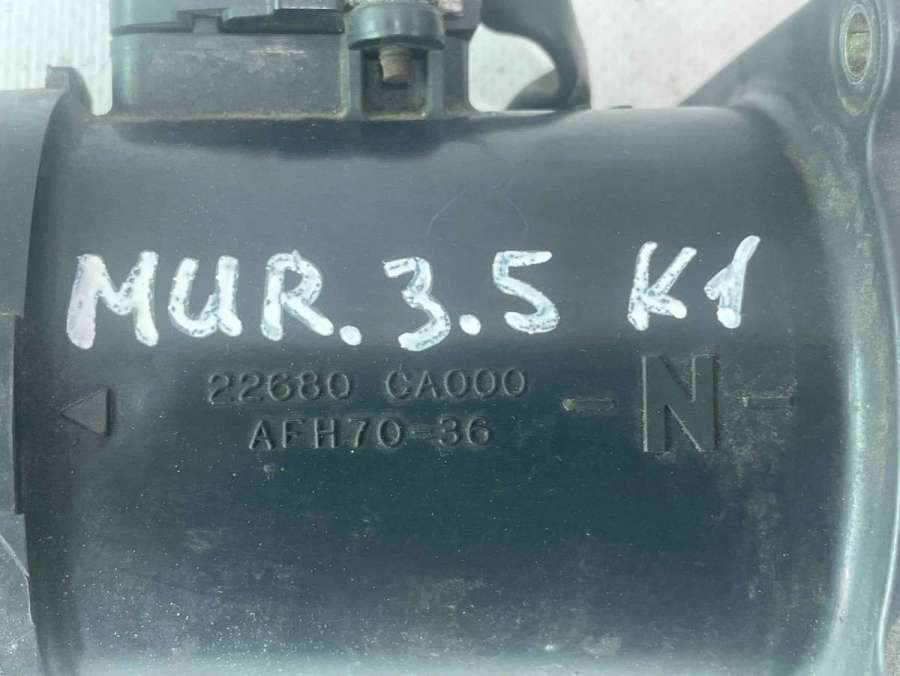 MUR. 3.5 K1
22680 CA000
AFH70-36
- N -